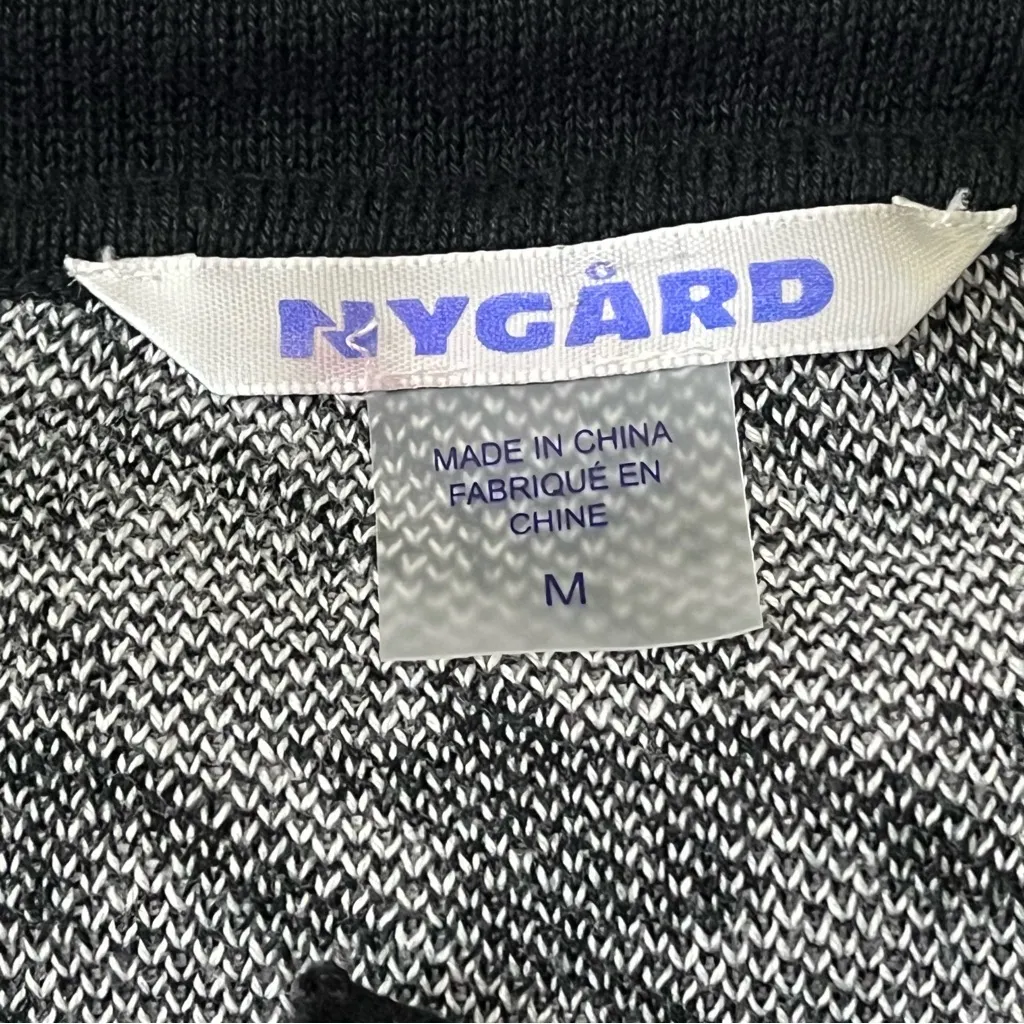 NYGÅRD
MADE IN CHINA
FABRIQUÉ EN
CHINE
M